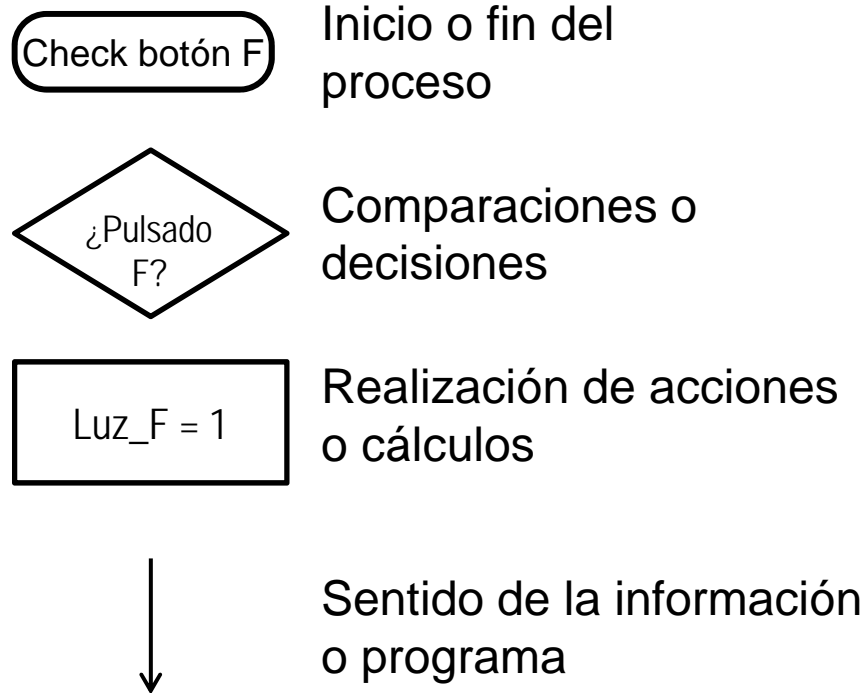 Check botón F
Inicio o fin del
proceso
¿Pulsado
F?
Comparaciones o
decisiones
Luz_F = 1
Realización de acciones
o cálculos
Sentido de la información
o programa